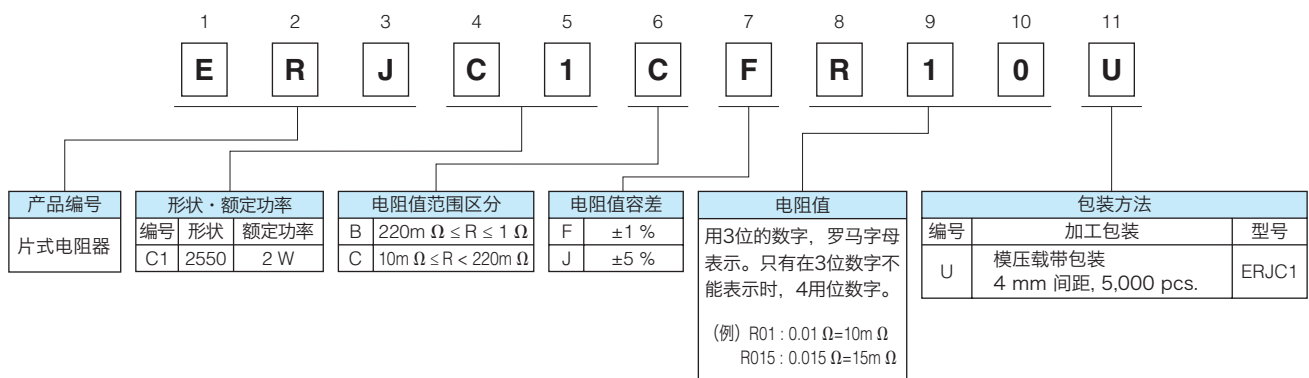 1 2 3 4 5 6 7 8 9 10 11
E R J C 1 C F R 1 0 U
产品编号
片式电阻器
形状・额定功率
编号 形状 额定功率
C1 2550 2 W
电阻值范围区分
B 220m Ω ≤ R ≤ 1 Ω
C 10m Ω ≤ R < 220m Ω
电阻值容差
F ±1 %
J ±5 %
电阻值
用3位的数字，罗马字母
表示。只有在3位数字不
能表示时，4用位数字。
(例) R01 : 0.01 Ω=10m Ω
R015 : 0.015 Ω=15m Ω
包装方法
编号 加工包装 型号
U 模压载带包装 ERJC1
4 mm 间距, 5,000 pcs.